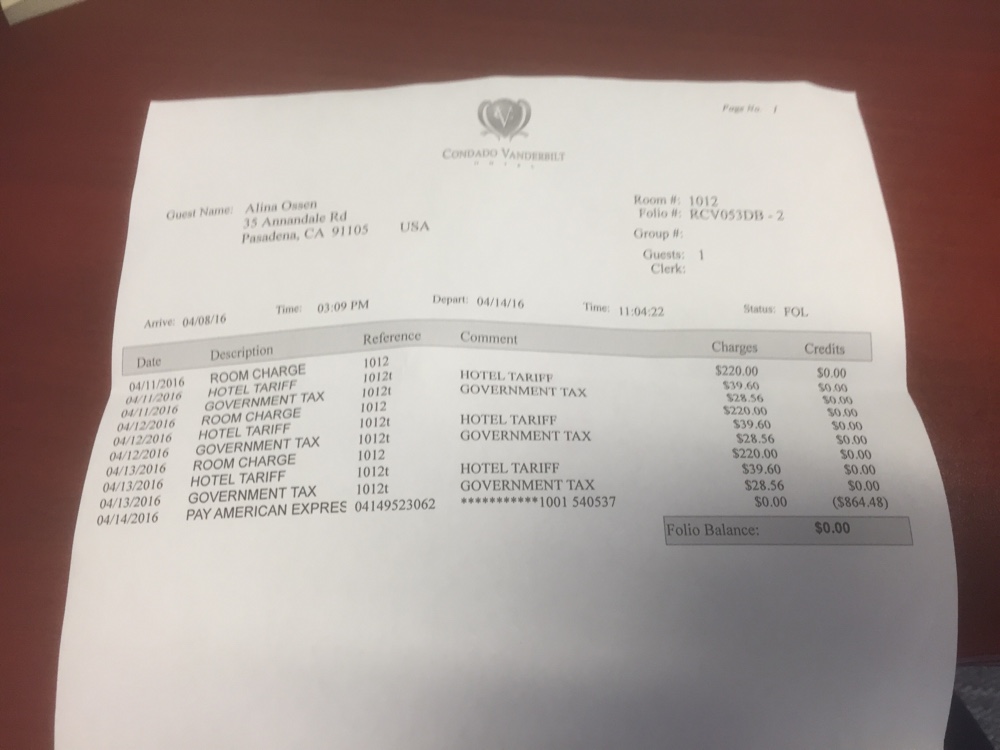 Page No. 1
CONDADO VANDERBILT
HOTEL
Guest Name: Alina Ossen
35 Annandale Rd
Pasadena, CA 91105 USA
Room #: 1012
Folio #: RCV053DB - 2
Group #:
Guests: 1
Clerk:
Arrive: 04/08/16 Time: 03:09 PM Depart: 04/14/16 Time: 11:04:22 Status: FOL
Date Description Reference Comment Charges Credits
04/11/2016 ROOM CHARGE 1012 $220.00 $0.00
04/11/2016 HOTEL TARIFF 1012t HOTEL TARIFF $39.60 $0.00
04/11/2016 GOVERNMENT TAX 1012t GOVERNMENT TAX $28.56 $0.00
04/12/2016 ROOM CHARGE 1012 $220.00 $0.00
04/12/2016 HOTEL TARIFF 1012t HOTEL TARIFF $39.60 $0.00
04/12/2016 GOVERNMENT TAX 1012t GOVERNMENT TAX $28.56 $0.00
04/13/2016 ROOM CHARGE 1012 $220.00 $0.00
04/13/2016 HOTEL TARIFF 1012t HOTEL TARIFF $39.60 $0.00
04/13/2016 GOVERNMENT TAX 1012t GOVERNMENT TAX $28.56 $0.00
04/14/2016 PAY AMERICAN EXPRES 04149523062 ***********1001 540537 $0.00 ($864.48)
Folio Balance: $0.00